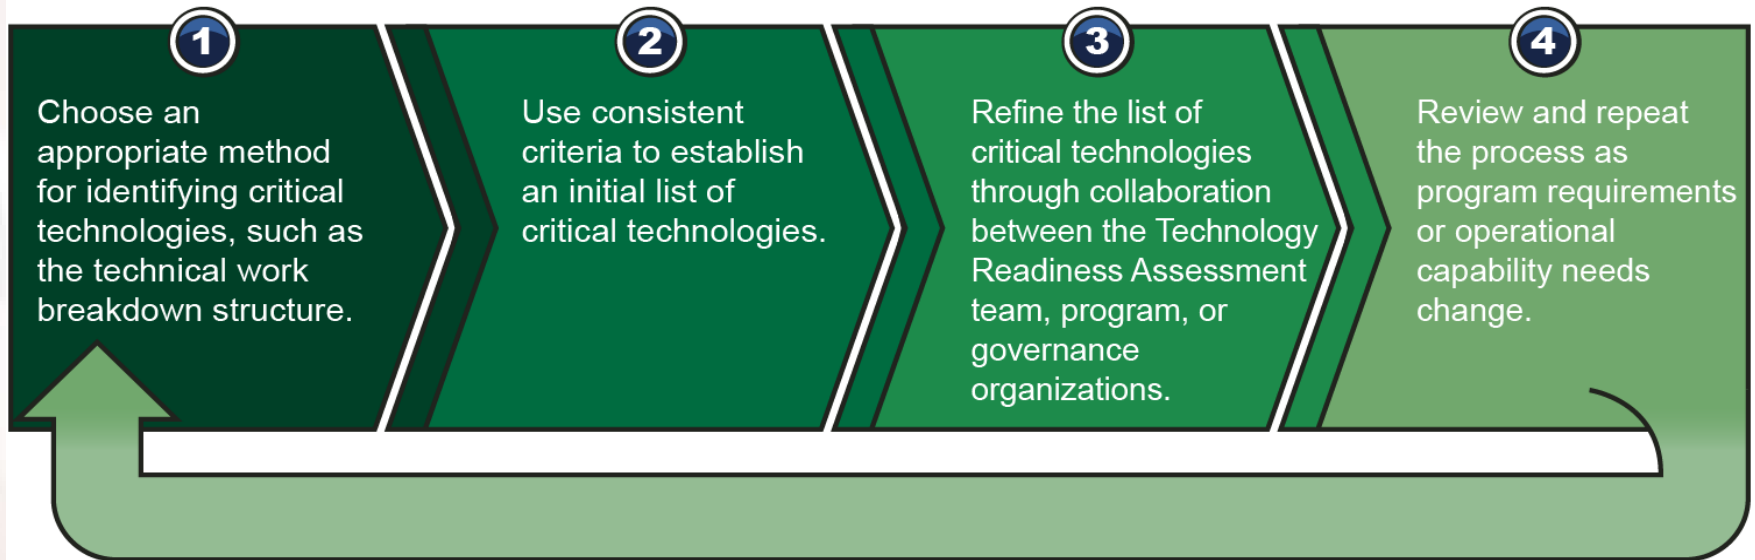 1
Choose an
appropriate method
for identifying critical
technologies, such as
the technical work
breakdown structure.
2
Use consistent
criteria to establish
an initial list of
critical technologies.
3
Refine the list of
critical technologies
through collaboration
between the Technology
Readiness Assessment
team, program, or
governance
organizations.
4
Review and repeat
the process as
program requirements
or operational
capability needs
change.